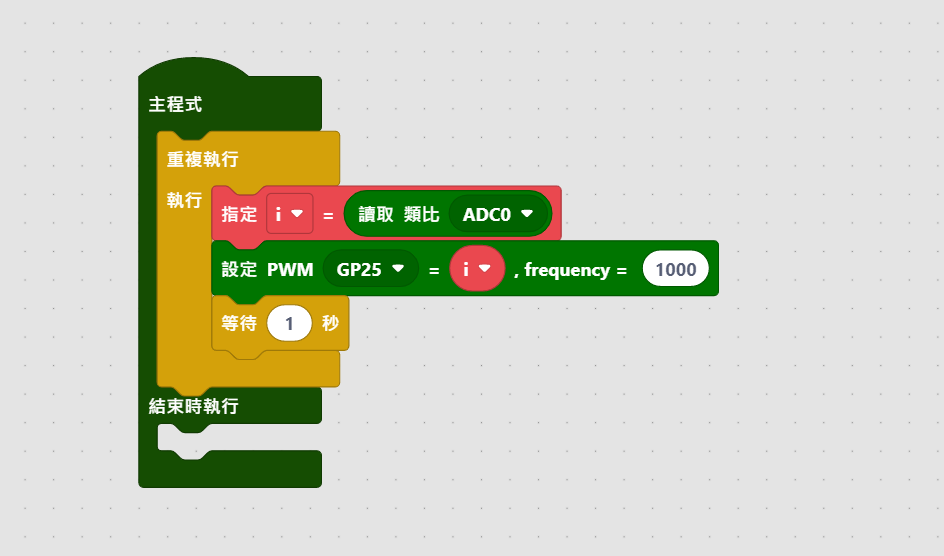 主程式
重複執行
執行 指定 i = 讀取 類比 ADC0
設定 PWM GP25 = i , frequency = 1000
等待 1 秒
結束時執行